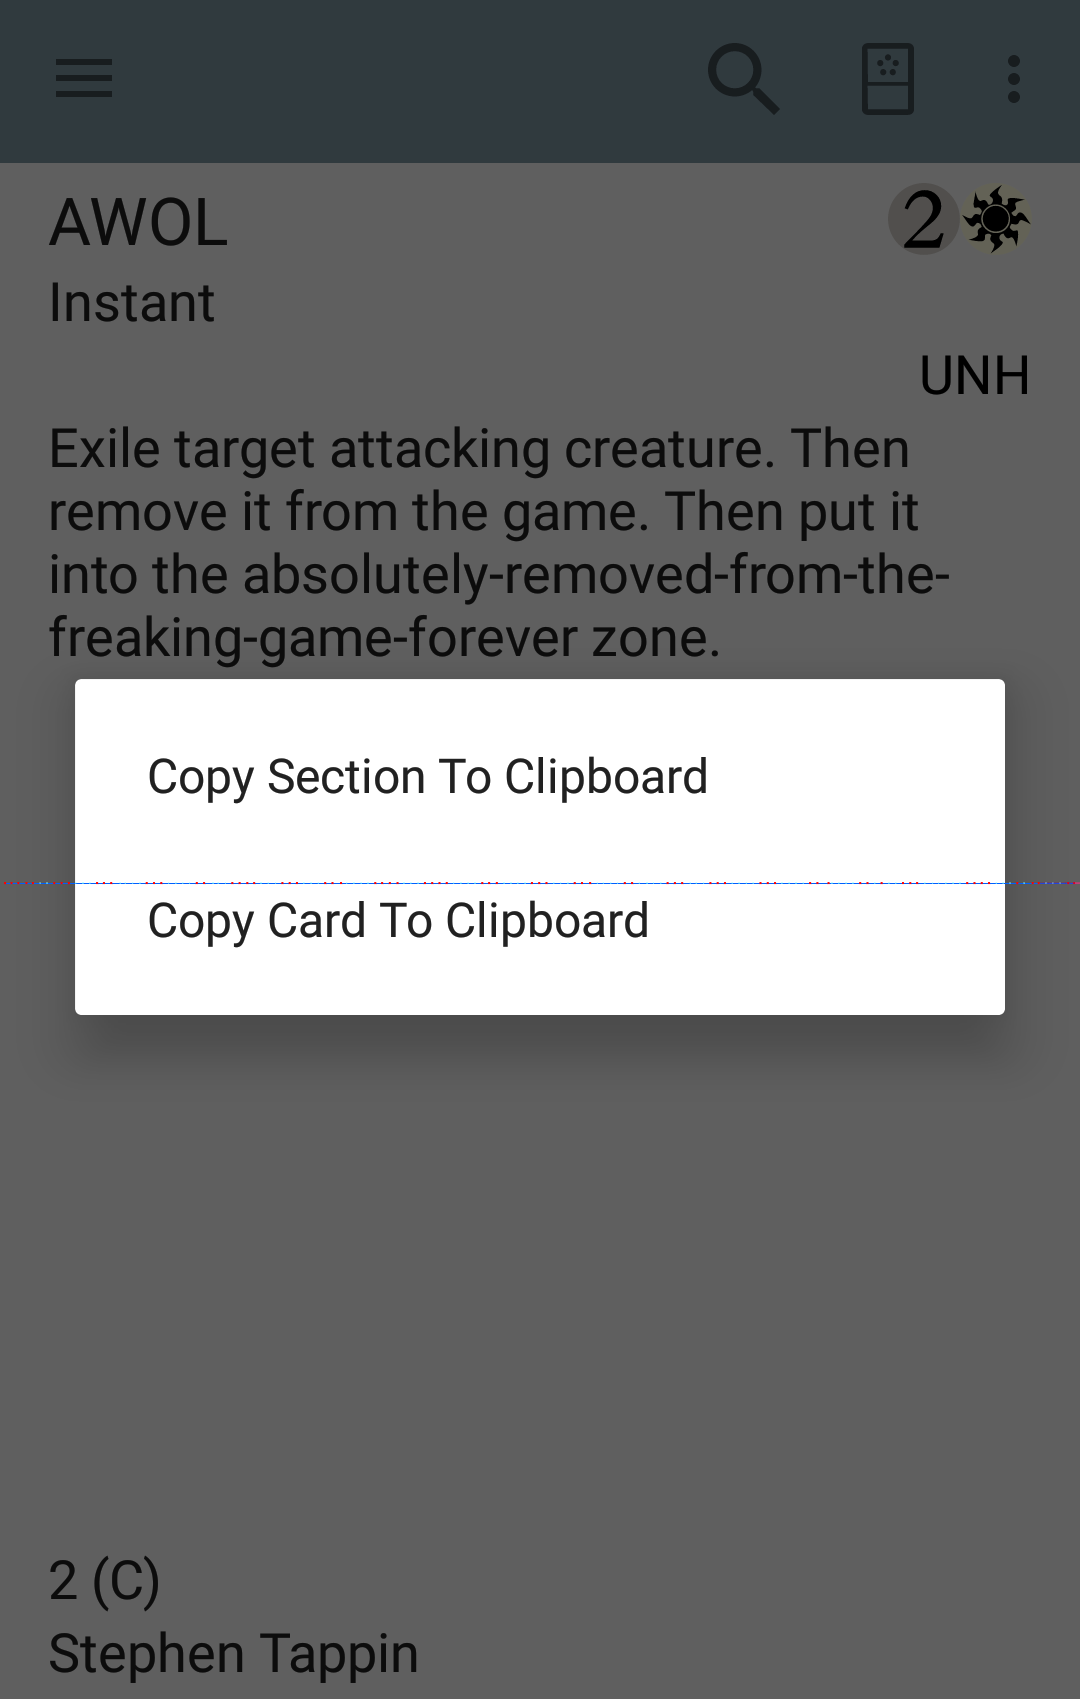 AWOL 2
Instant
UNH
Exile target attacking creature. Then
remove it from the game. Then put it
into the absolutely-removed-from-the-
freaking-game-forever zone.
Copy Section To Clipboard
Copy Card To Clipboard
2 (C)
Stephen Tappin